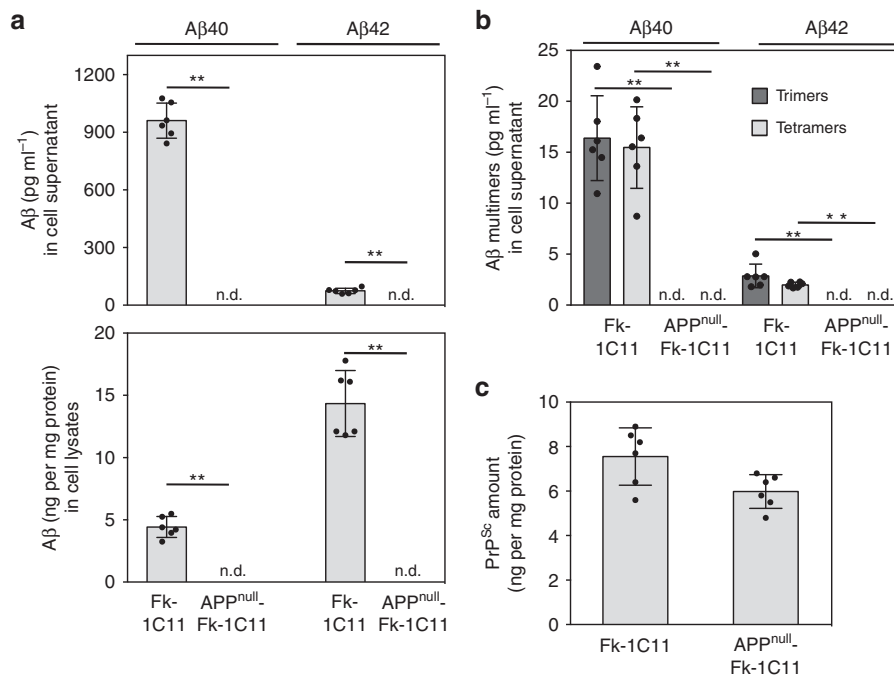 a
Aβ40
Aβ42
Aβ (pg ml⁻¹)
in cell supernatant
1200
900
600
300
0
**
n.d.
**
n.d.
Aβ (ng per mg protein)
in cell lysates
20
15
10
5
0
**
n.d.
**
n.d.
Fk-
1C11
APPⁿᵘˡˡ-
Fk-1C11
Fk-
1C11
APPⁿᵘˡˡ-
Fk-1C11
b
Aβ40
Aβ42
Aβ multimers (pg ml⁻¹)
in cell supernatant
25
20
15
10
5
0
**
**
Trimers
Tetramers
**
* *
n.d.
n.d.
n.d.
n.d.
Fk-
1C11
APPⁿᵘˡˡ-
Fk-1C11
Fk-
1C11
APPⁿᵘˡˡ-
Fk-1C11
c
PrPSc amount
(ng per mg protein)
10
8
6
4
2
0
Fk-1C11
APPⁿᵘˡˡ-
Fk-1C11